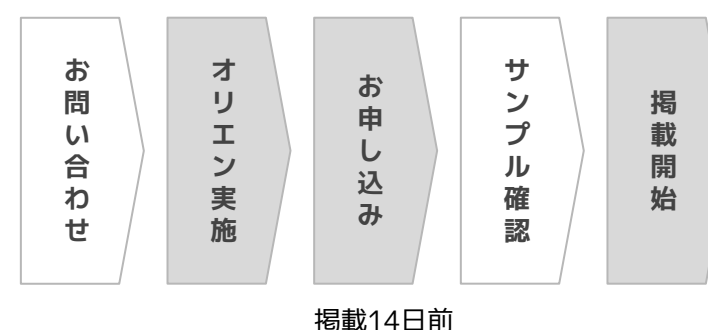 お問い合わせ
オリエン実施
お申し込み
サンプル確認
掲載開始
掲載14日前